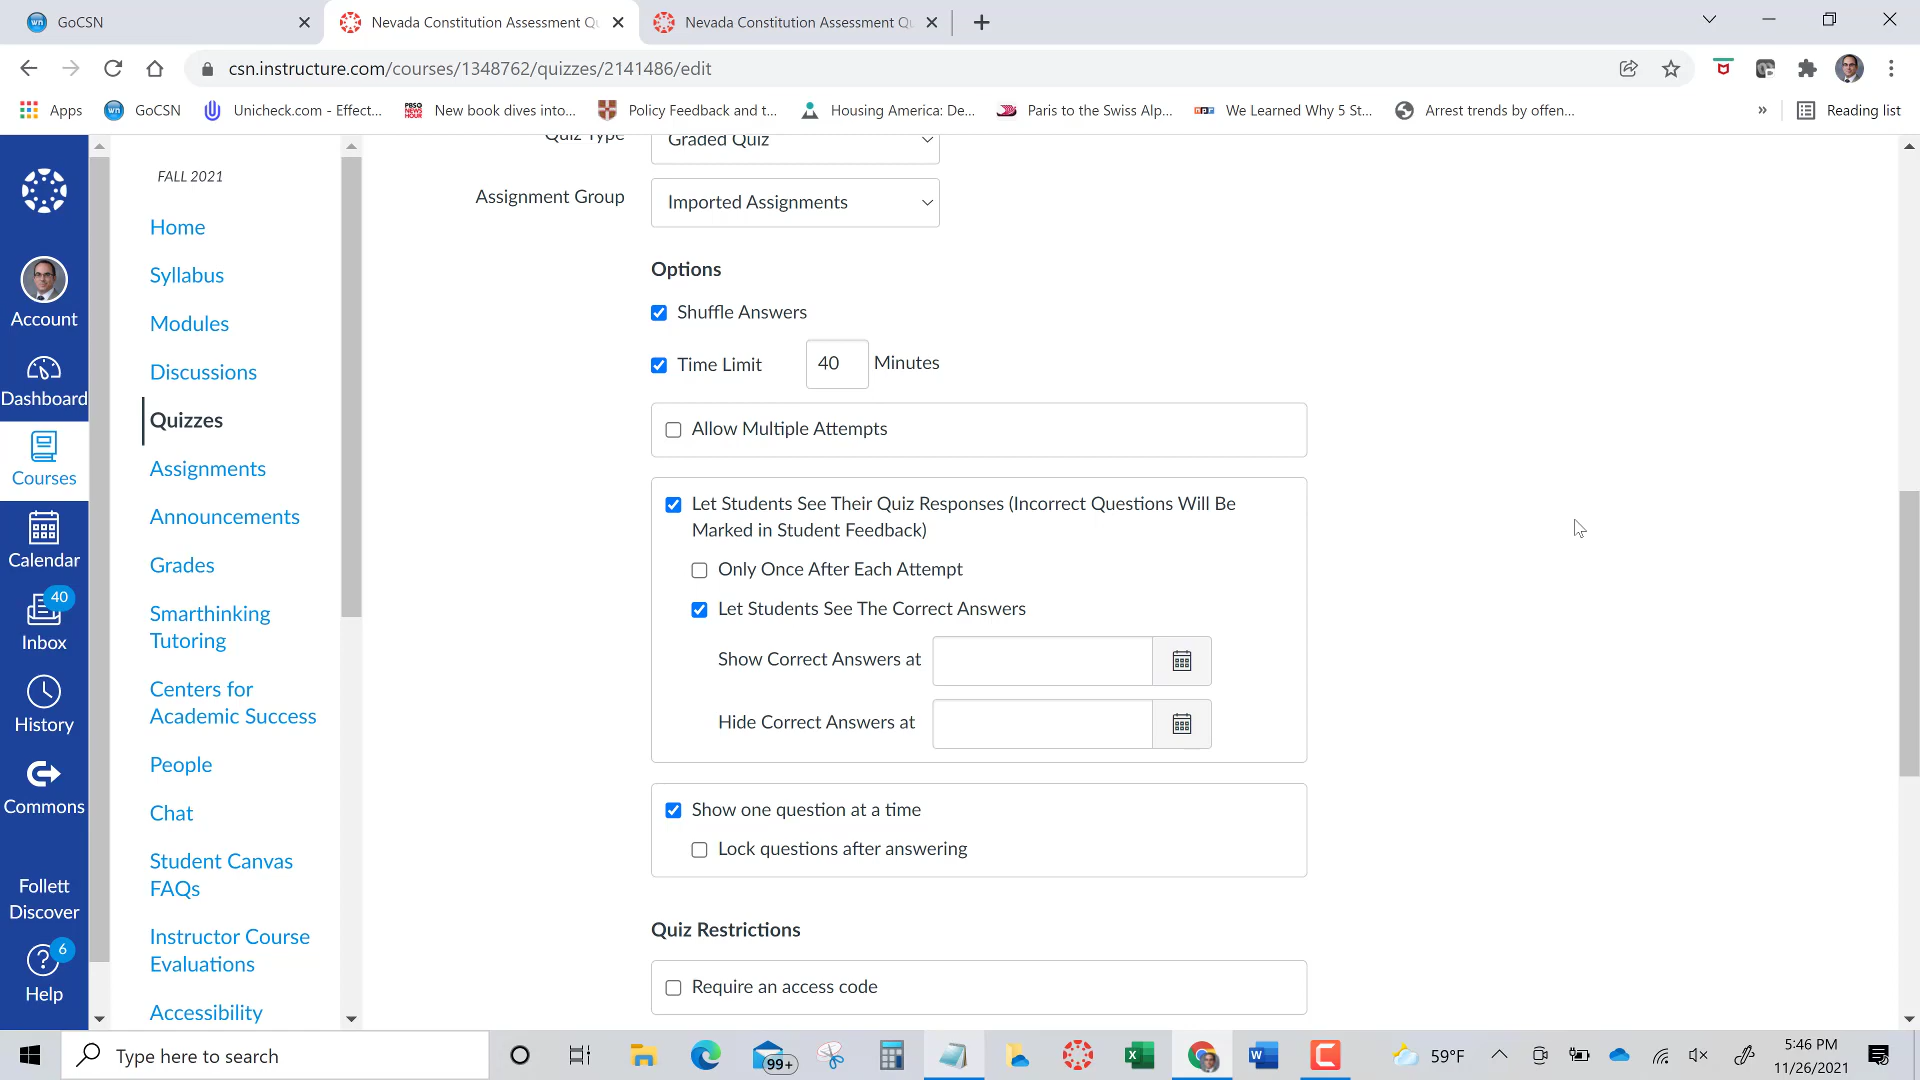 GoCSN
Nevada Constitution Assessment Qu
Nevada Constitution Assessment Qu
csn.instructure.com/courses/1348762/quizzes/2141486/edit
Apps
GoCSN
Unicheck.com - Effect...
PBS NEWS HOUR
New book dives into...
Policy Feedback and t...
Housing America: De...
Paris to the Swiss Alp...
npr
We Learned Why 5 St...
Arrest trends by offen...
»
Reading list
Account
Dashboard
Courses
Calendar
40
Inbox
History
Commons
Follett
Discover
6
Help
FALL 2021
Home
Syllabus
Modules
Discussions
Quizzes
Assignments
Announcements
Grades
Smarthinking
Tutoring
Centers for
Academic Success
People
Chat
Student Canvas
FAQs
Instructor Course
Evaluations
Accessibility
Quiz Type
Graded Quiz
Assignment Group
Imported Assignments
Options
Shuffle Answers
Time Limit 40 Minutes
Allow Multiple Attempts
Let Students See Their Quiz Responses (Incorrect Questions Will Be
Marked in Student Feedback)
Only Once After Each Attempt
Let Students See The Correct Answers
Show Correct Answers at
Hide Correct Answers at
Show one question at a time
Lock questions after answering
Quiz Restrictions
Require an access code
Type here to search
99+
59°F
5:46 PM
11/26/2021